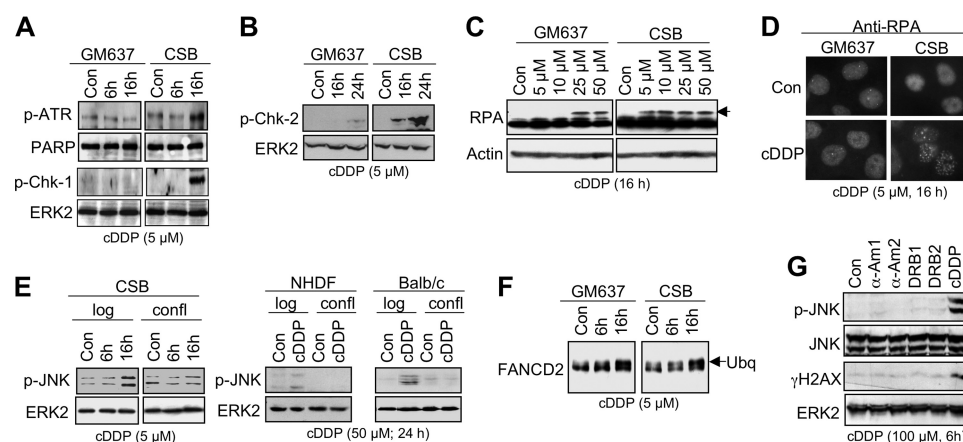 A
GM637 CSB
Con 6h 16h Con 6h 16h
p-ATR
PARP
p-Chk-1
ERK2
cDDP (5 µM)
B
GM637 CSB
Con 16h 24h Con 16h 24h
p-Chk-2
ERK2
cDDP (5 µM)
C
GM637 CSB
Con 5 µM 10 µM 25 µM 50 µM Con 5 µM 10 µM 25 µM 50 µM
RPA
Actin
cDDP (16 h)
D
Anti-RPA
GM637 CSB
Con
cDDP
cDDP (5 µM, 16 h)
E
CSB
log confl
Con 6h 16h Con 6h 16h
p-JNK
ERK2
cDDP (5 µM)
NHDF Balb/c
log confl log confl
Con cDDP Con cDDP Con cDDP Con cDDP
p-JNK
ERK2
cDDP (50 µM; 24 h)
F
GM637 CSB
Con 6h 16h Con 6h 16h
FANCD2 Ubq
cDDP (5 µM)
G
Con α-Am1 α-Am2 DRB1 DRB2 cDDP
p-JNK
JNK
γH2AX
ERK2
cDDP (100 µM, 6h)